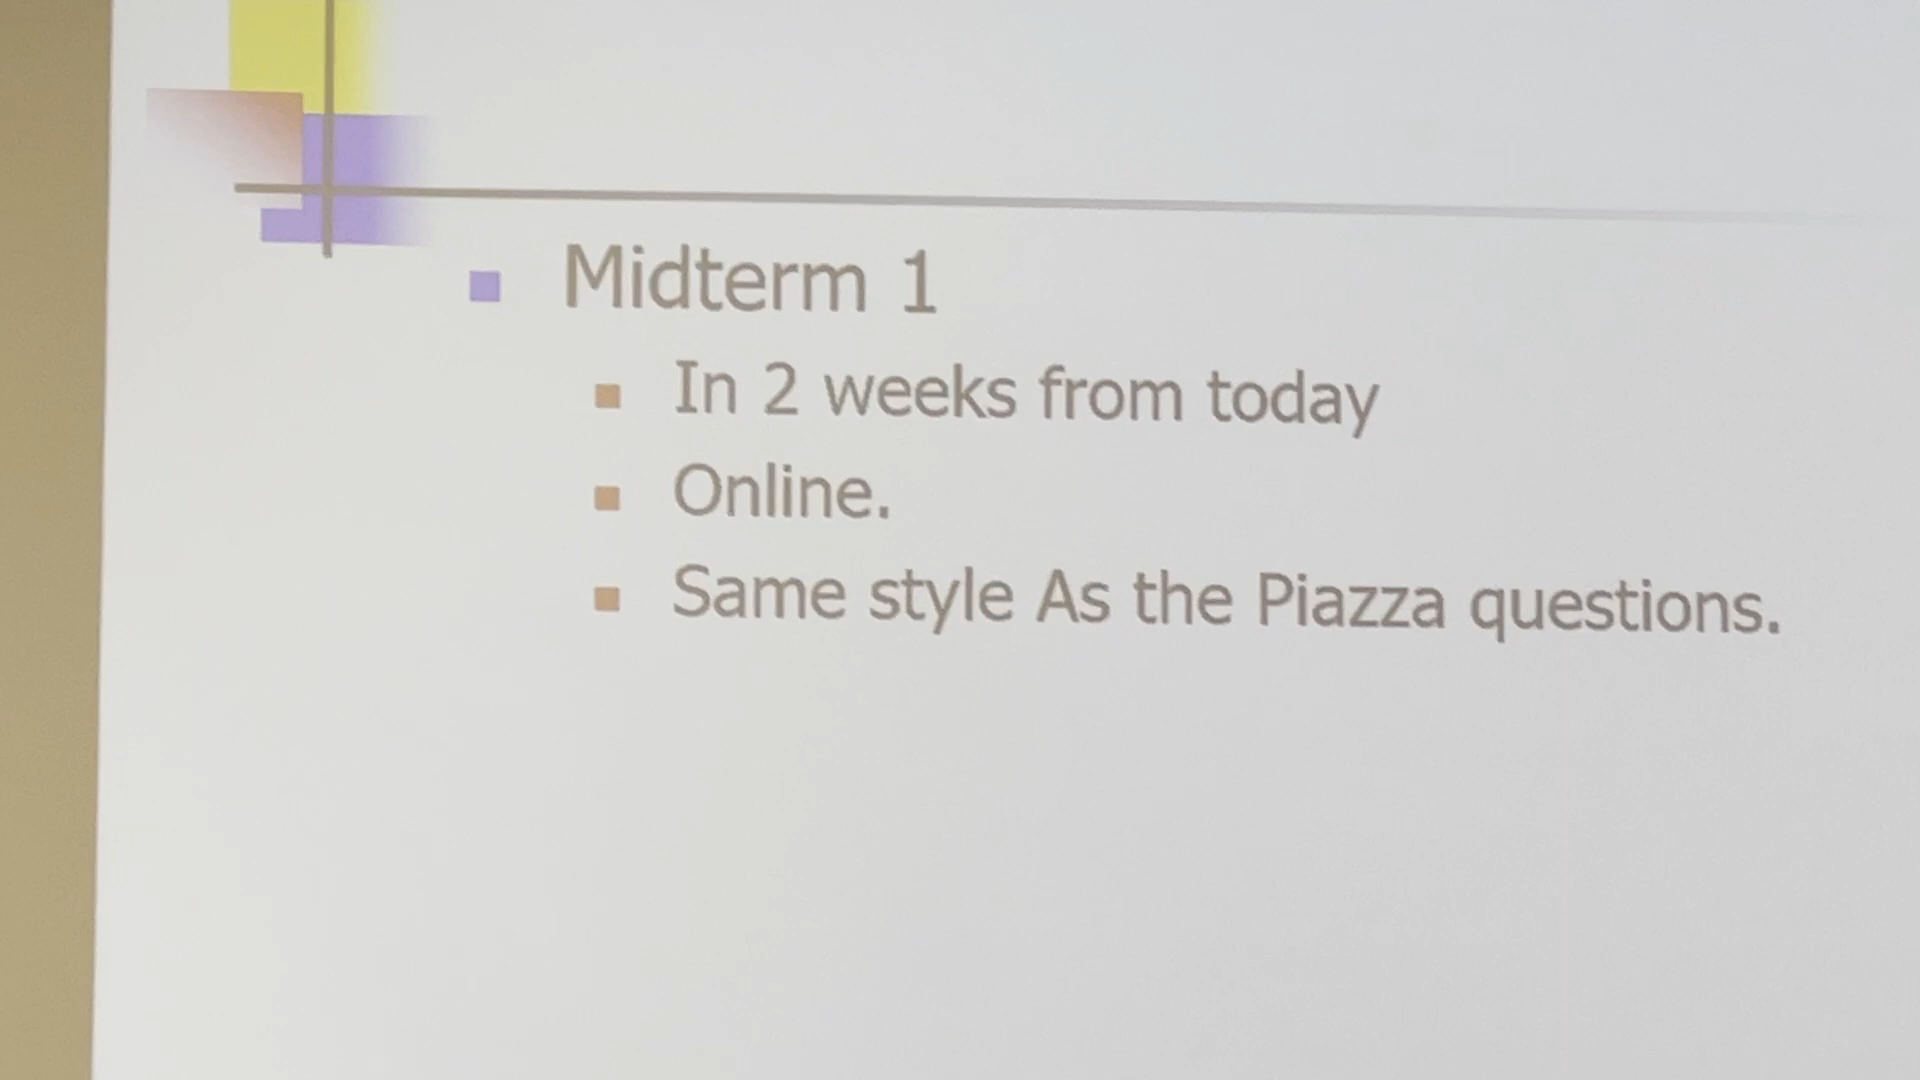 Midterm 1
In 2 weeks from today
Online.
Same style As the Piazza questions.